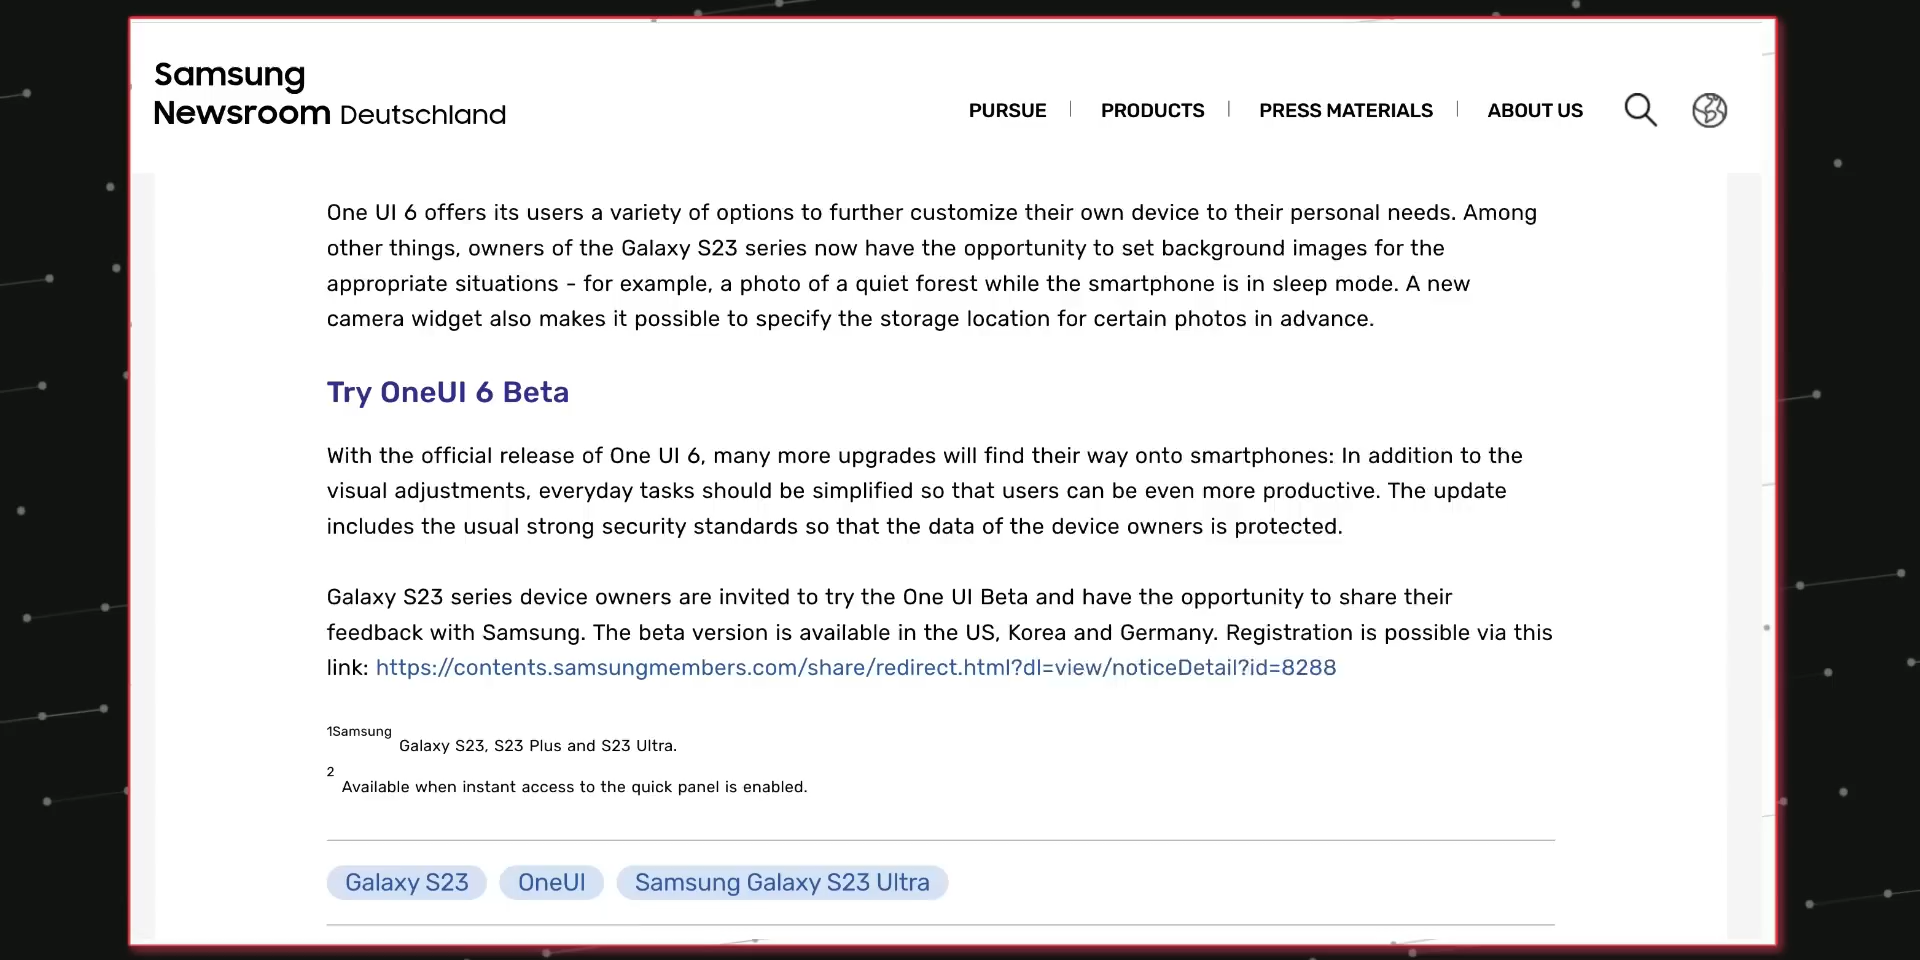 Samsung
Newsroom Deutschland
PURSUE | PRODUCTS | PRESS MATERIALS | ABOUT US
One UI 6 offers its users a variety of options to further customize their own device to their personal needs. Among
other things, owners of the Galaxy S23 series now have the opportunity to set background images for the
appropriate situations - for example, a photo of a quiet forest while the smartphone is in sleep mode. A new
camera widget also makes it possible to specify the storage location for certain photos in advance.
Try OneUI 6 Beta
With the official release of One UI 6, many more upgrades will find their way onto smartphones: In addition to the
visual adjustments, everyday tasks should be simplified so that users can be even more productive. The update
includes the usual strong security standards so that the data of the device owners is protected.
Galaxy S23 series device owners are invited to try the One UI Beta and have the opportunity to share their
feedback with Samsung. The beta version is available in the US, Korea and Germany. Registration is possible via this
link: https://contents.samsungmembers.com/share/redirect.html?dl=view/noticeDetail?id=8288
1Samsung Galaxy S23, S23 Plus and S23 Ultra.
2 Available when instant access to the quick panel is enabled.
Galaxy S23 OneUI Samsung Galaxy S23 Ultra